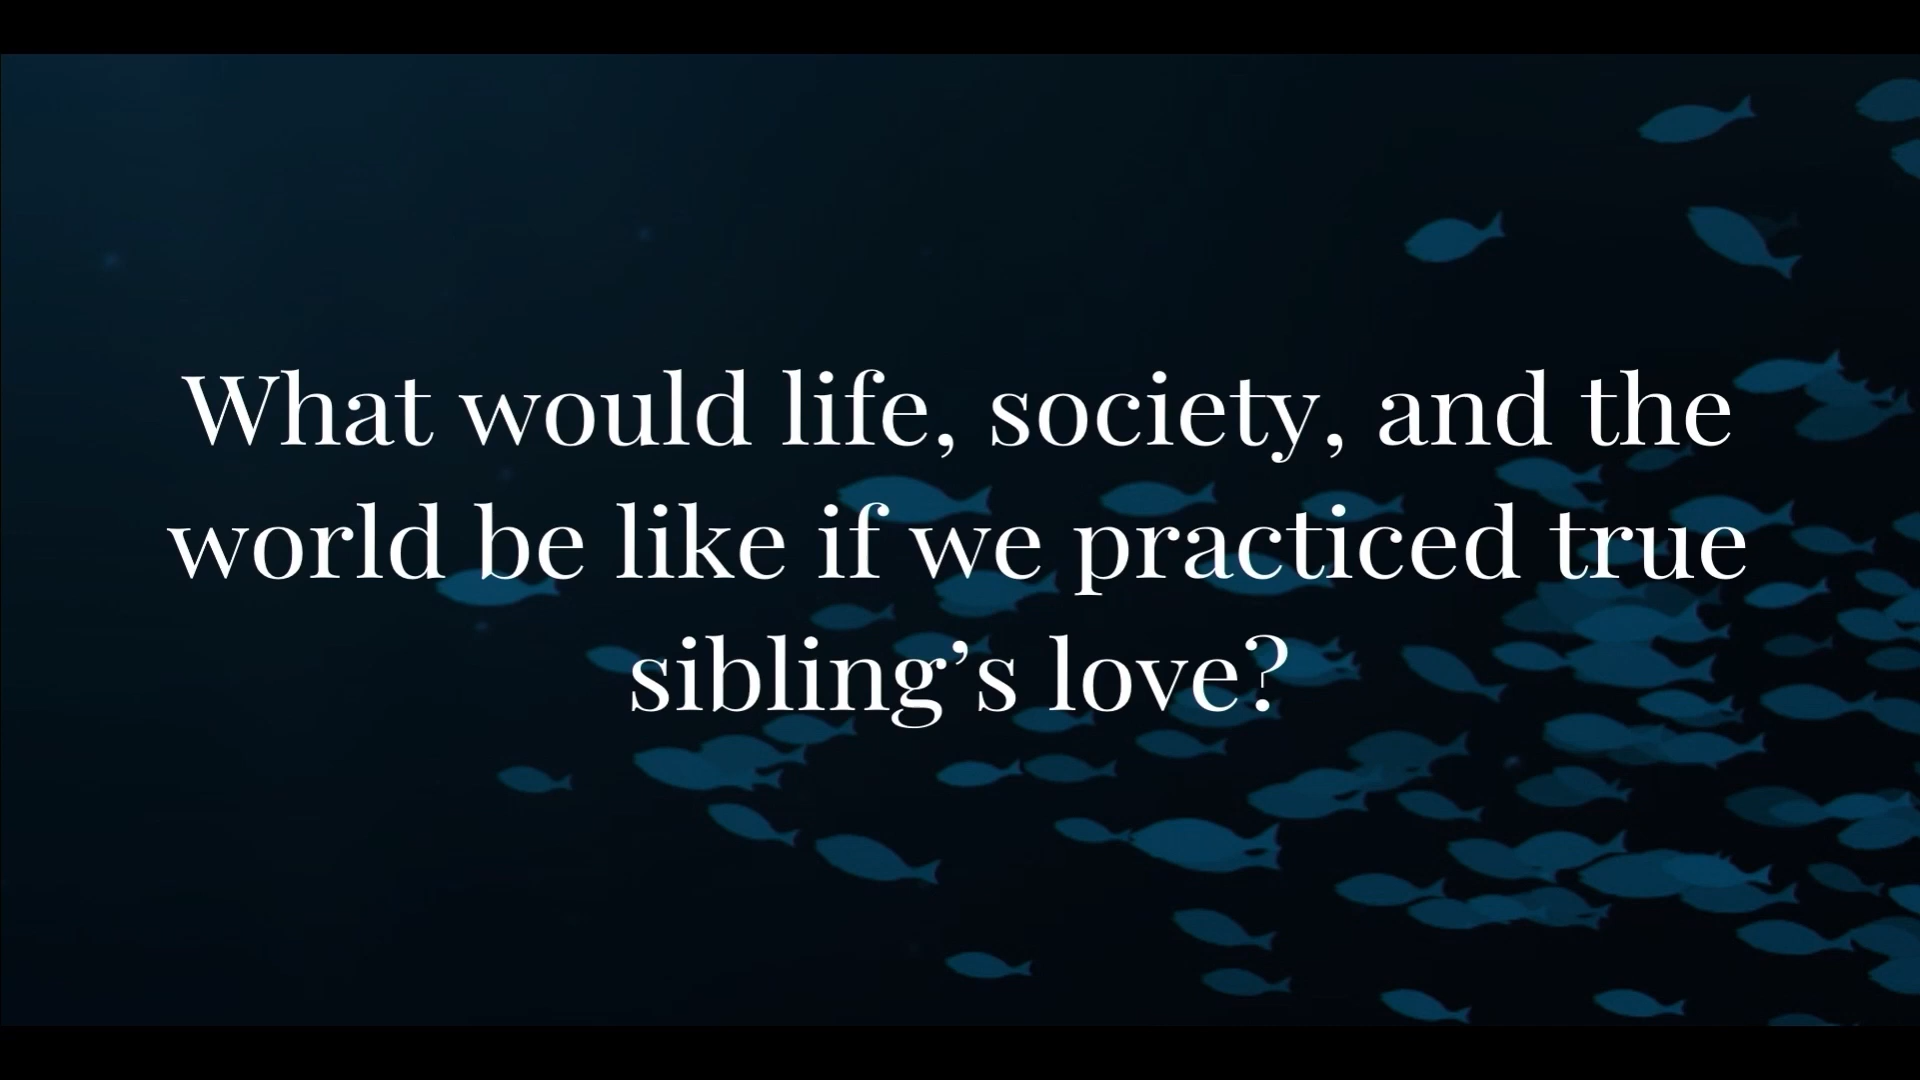 What would life, society, and the
world be like if we practiced true
sibling’s love?